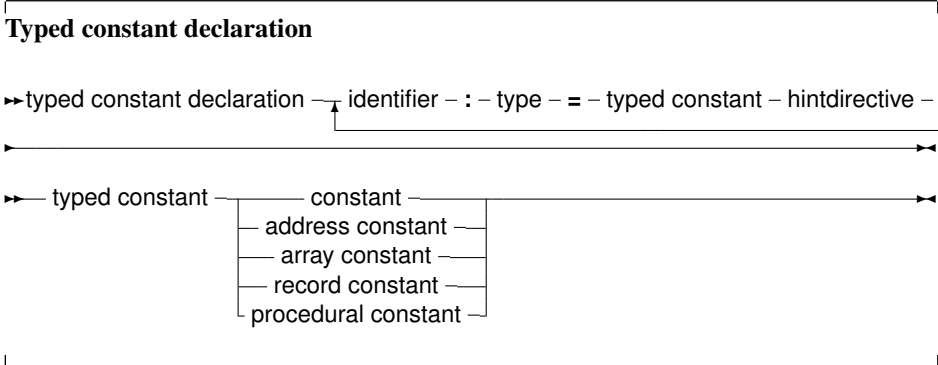 Typed constant declaration
typed constant declaration identifier : type = typed constant hintdirective
typed constant constant
address constant
array constant
record constant
procedural constant